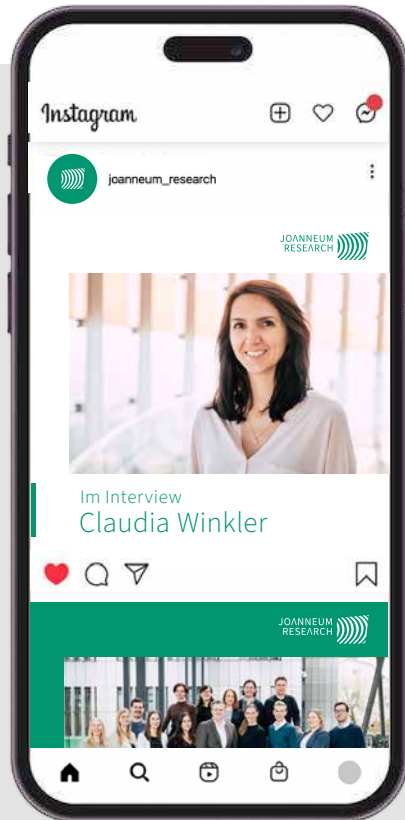 Instagram
joanneum_research
JOANNEUM
RESEARCH
Im Interview
Claudia Winkler
JOANNEUM
RESEARCH